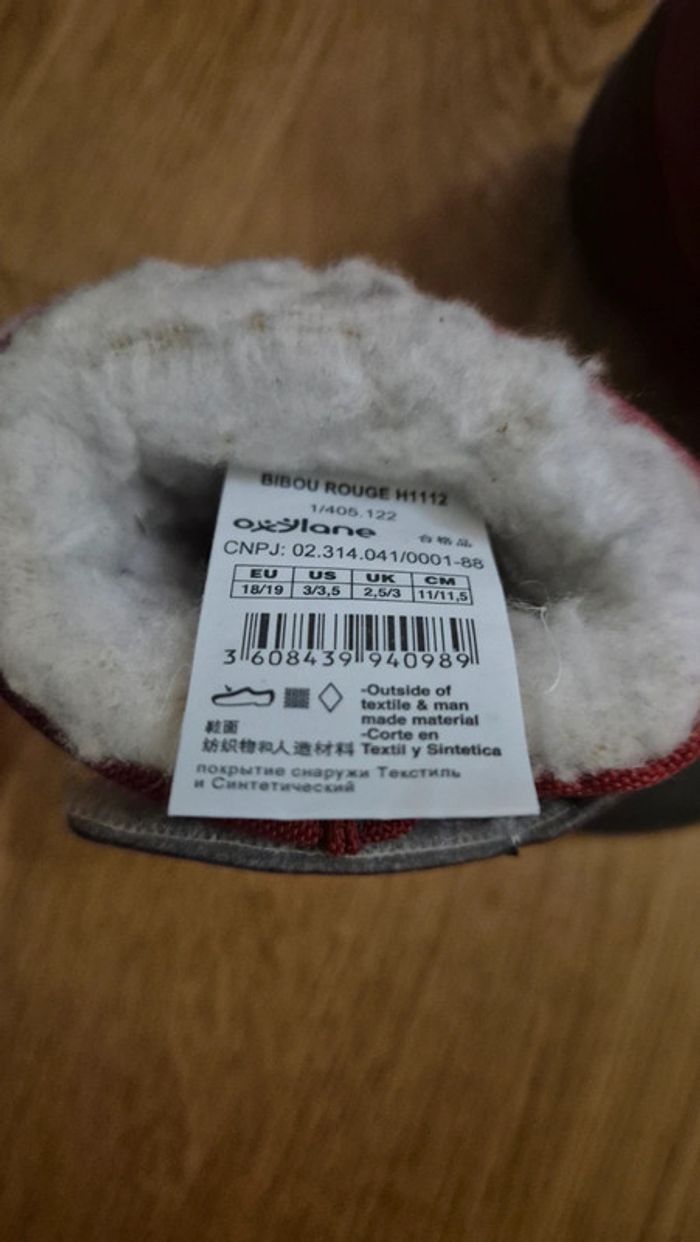 BIBOU ROUGE H1112
1/405.122
oxylane 合格品
CNPJ: 02.314.041/0001-88
EU US UK CM
18/19 3/3,5 2,5/3 11/11,5
3 608439 940989
-Outside of
textile & man
made material
-Corte en
Textil y Sintetica
鞋面
纺织物和人造材料
покрытие снаружи Текстиль
и Синтетический